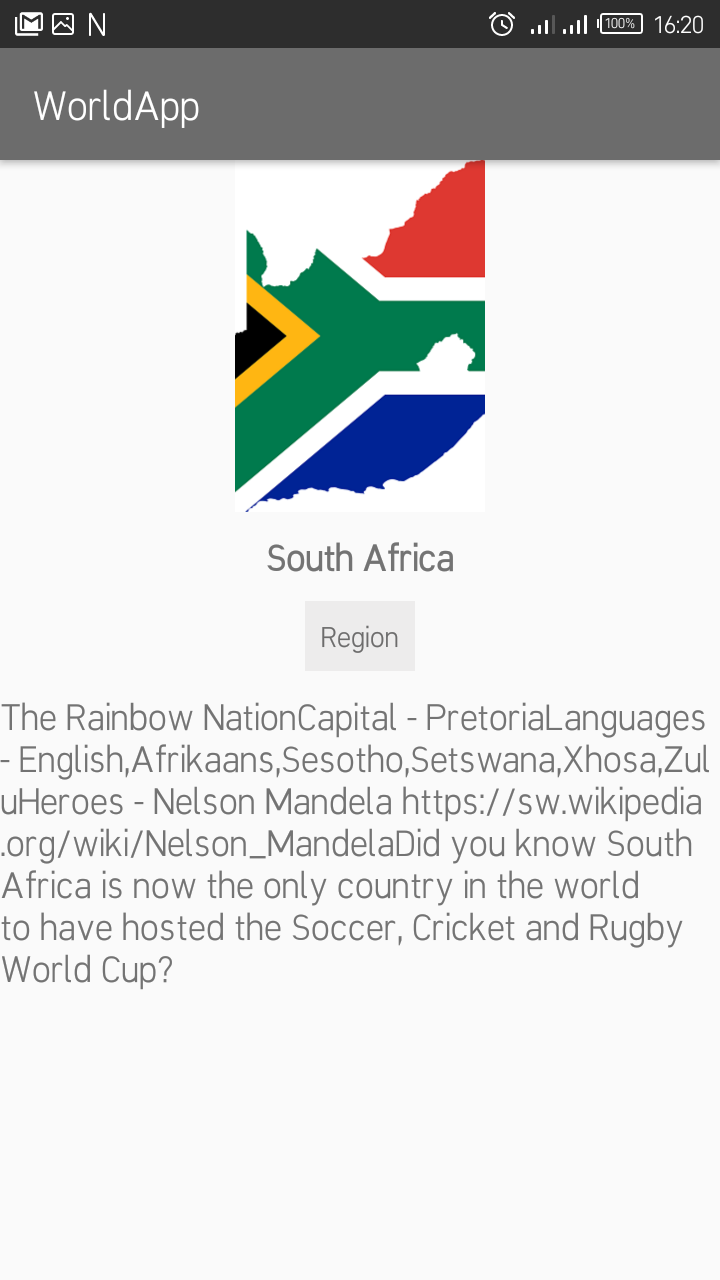 N 100% 16:20
WorldApp
South Africa
Region
The Rainbow NationCapital - PretoriaLanguages
- English,Afrikaans,Sesotho,Setswana,Xhosa,Zul
uHeroes - Nelson Mandela https://sw.wikipedia
.org/wiki/Nelson_MandelaDid you know South
Africa is now the only country in the world
to have hosted the Soccer, Cricket and Rugby
World Cup?